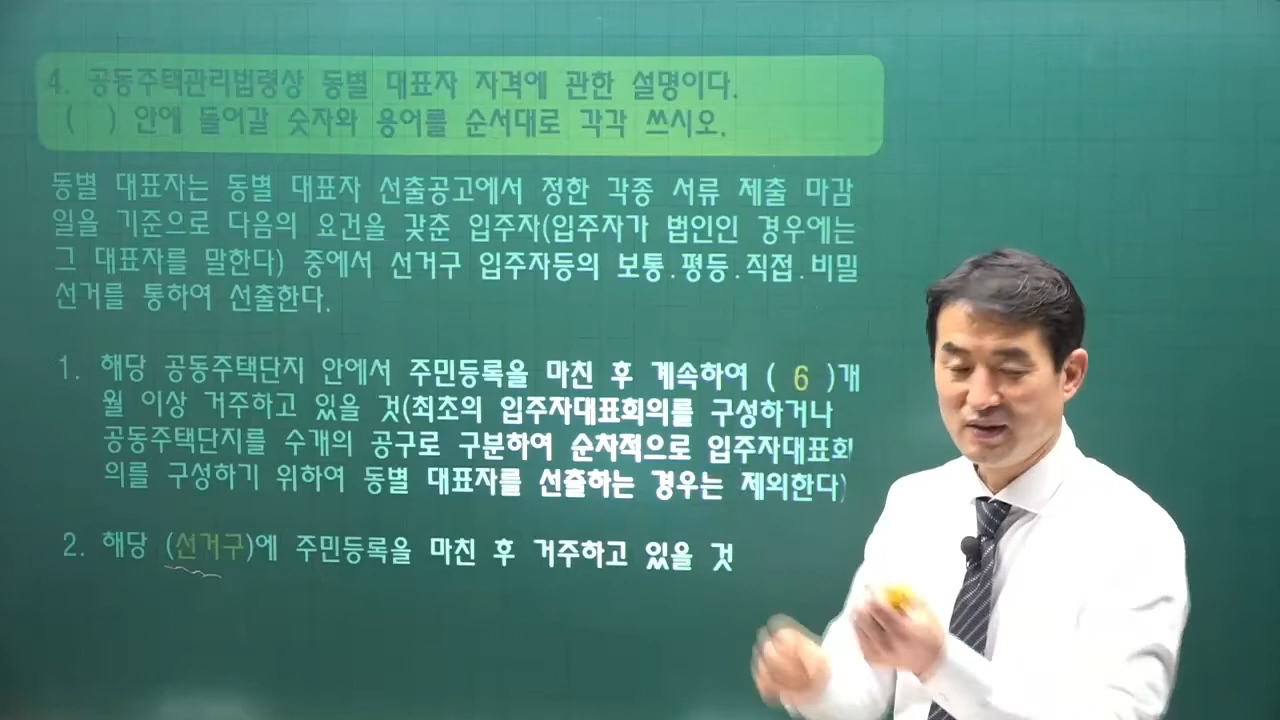 4. 공동주택관리법령상 동별 대표자 자격에 관한 설명이다.
( ) 안에 들어갈 숫자와 용어를 순서대로 각각 쓰시오.
동별 대표자는 동별 대표자 선출공고에서 정한 각종 서류 제출 마감
일을 기준으로 다음의 요건을 갖춘 입주자(입주자가 법인인 경우에는
그 대표자를 말한다) 중에서 선거구 입주자등의 보통.평등.직접.비밀
선거를 통하여 선출한다.
1. 해당 공동주택단지 안에서 주민등록을 마친 후 계속하여 ( 6 )개
월 이상 거주하고 있을 것(최초의 입주자대표회의를 구성하거나
공동주택단지를 수개의 공구로 구분하여 순차적으로 입주자대표회
의를 구성하기 위하여 동별 대표자를 선출하는 경우는 제외한다)
2. 해당 (선거구)에 주민등록을 마친 후 거주하고 있을 것